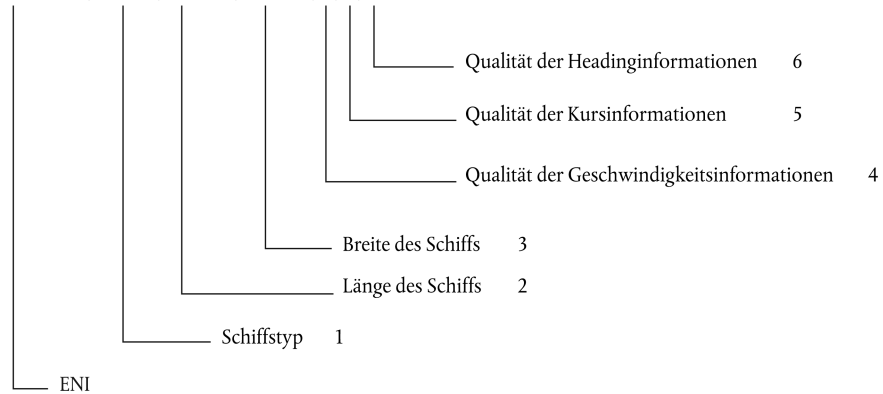 Qualität der Headinginformationen 6
Qualität der Kursinformationen 5
Qualität der Geschwindigkeitsinformationen 4
Breite des Schiffs 3
Länge des Schiffs 2
Schiffstyp 1
ENI